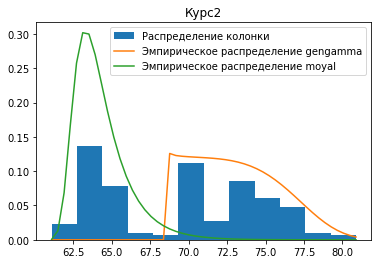 Курс2
Распределение колонки
Эмпирическое распределение gengamma
Эмпирическое распределение moyal
0.30
0.25
0.20
0.15
0.10
0.05
0.00
62.5 65.0 67.5 70.0 72.5 75.0 77.5 80.0